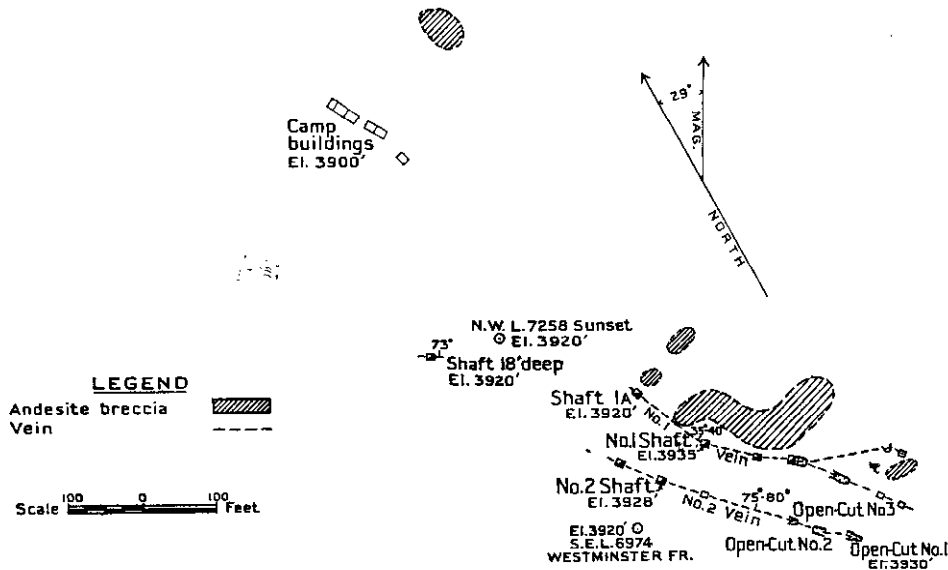 29°
MAG.
NORTH
Camp
buildings
El. 3900'
N.W. L.7258 Sunset
El. 3920'
73°
Shaft 18' deep
El. 3920'
LEGEND
Andesite breccia
Vein
Scale 100 0 100 Feet
Shaft 1A
El. 3920'
No.1 Vein
35°-40°
No.1 Shaft
El. 3935'
No.2 Shaft
El. 3928'
No.2 Vein
75°-80°
Open-Cut No3
El. 3920'
S.E.L. 6974
WESTMINSTER FR.
Open-Cut No.2
Open-Cut No.1
El. 3930'